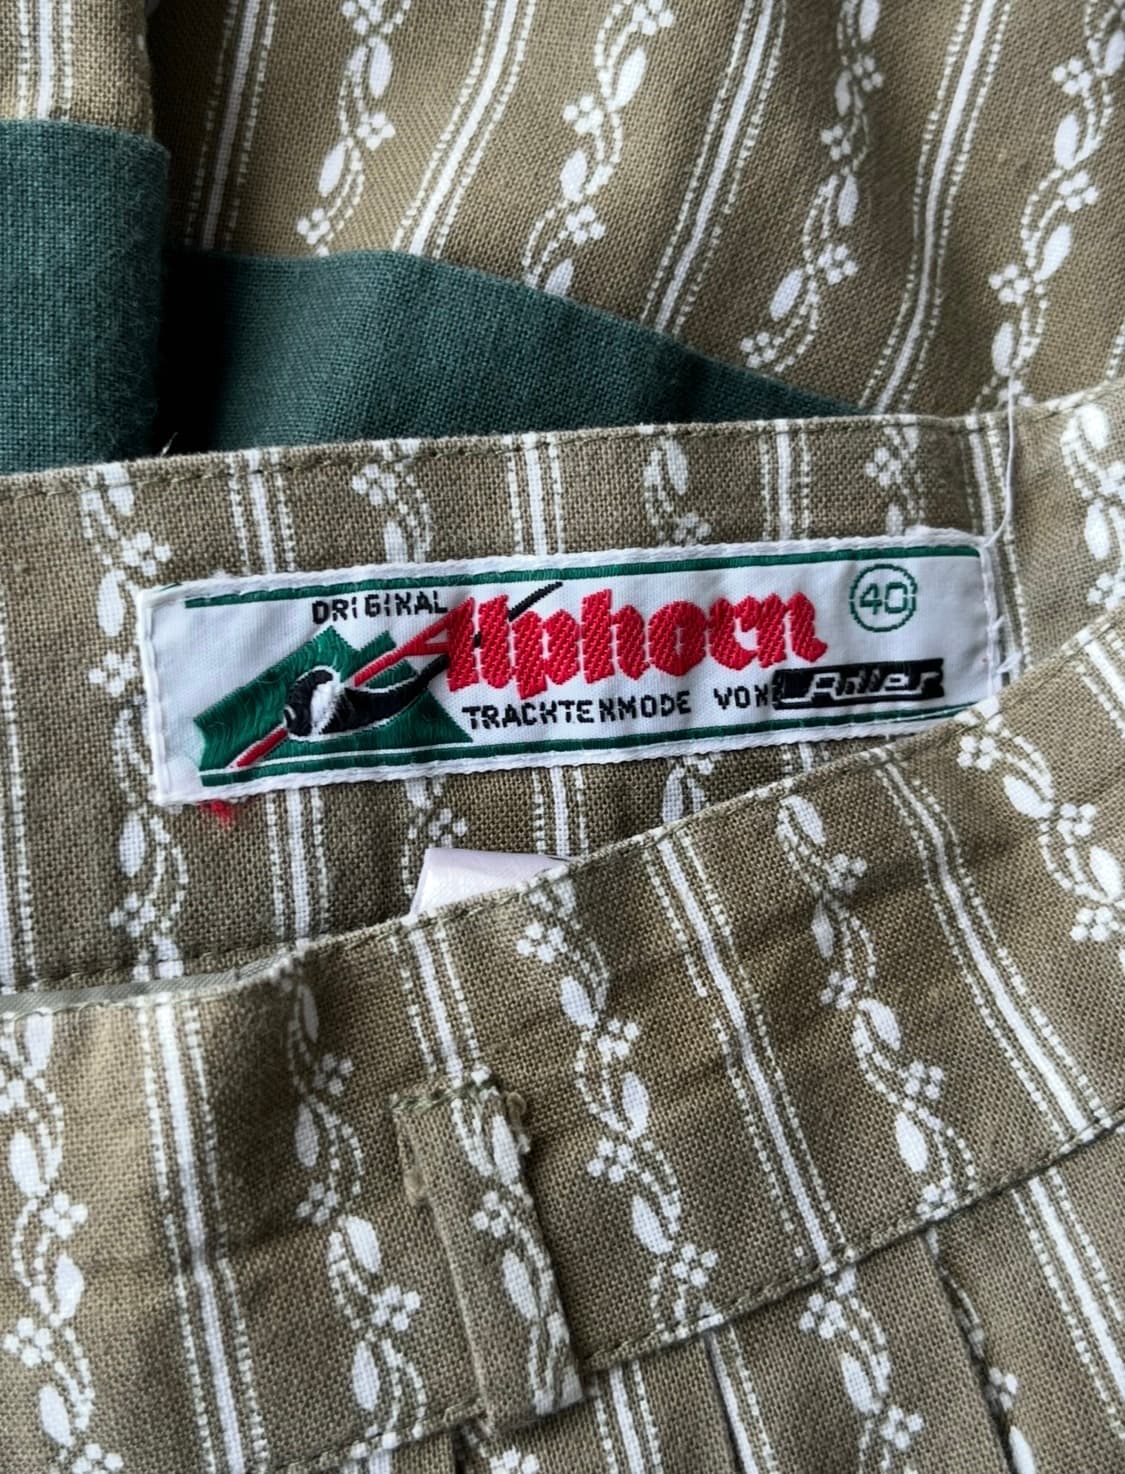 ORIGINAL
Alphorn
40
TRACHTENMODE VON